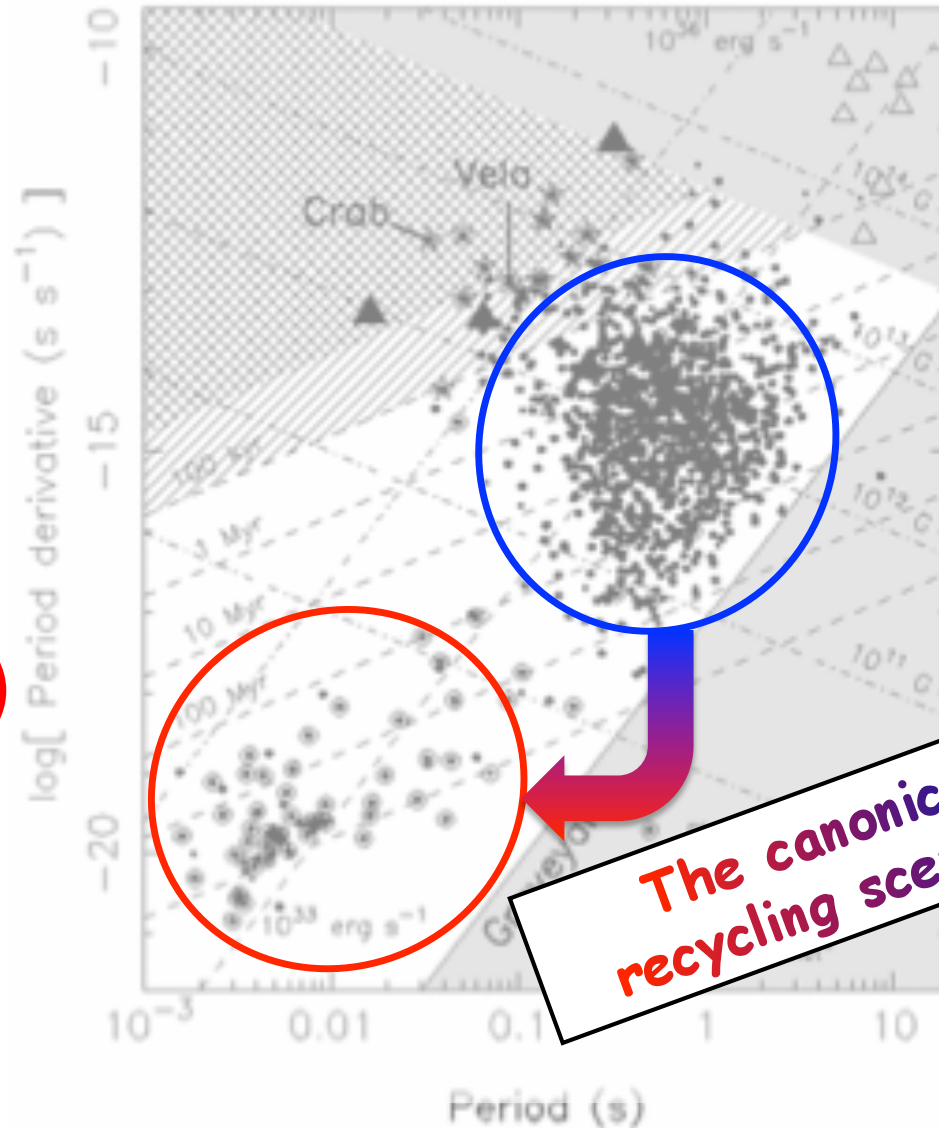 −10
10³⁶ erg s⁻¹
Vela
Crab
10¹⁴ G
10¹³ G
log[ Period derivative (s s⁻¹) ]
−15
100 kyr
10¹² G
1 Myr
10 Myr
10¹¹ G
100 Myr
−20
10³³ erg s⁻¹
The canonic
recycling sce
10⁻³ 0.01 0.1 1 10
Period (s)